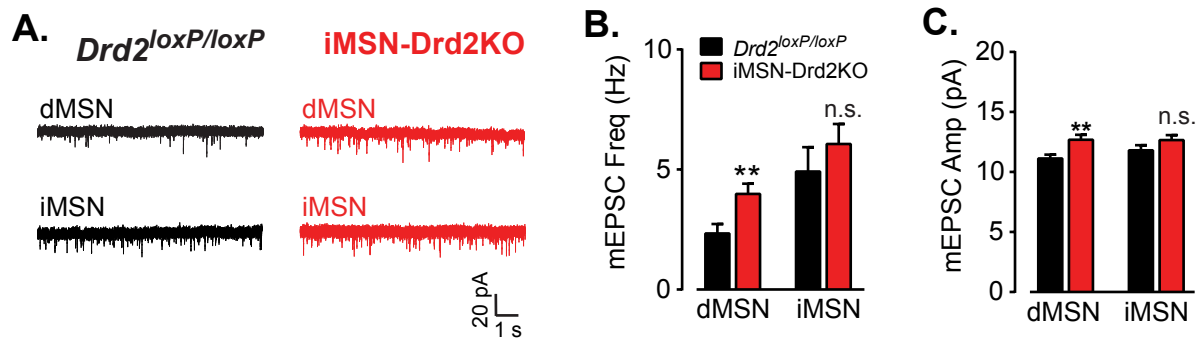 A.
Drd2loxP/loxP
iMSN-Drd2KO
dMSN
dMSN
iMSN
iMSN
20 pA
1 s
B.
mEPSC Freq (Hz)
10
5
0
Drd2loxP/loxP
iMSN-Drd2KO
**
n.s.
dMSN
iMSN
C.
mEPSC Amp (pA)
20
15
10
5
0
**
n.s.
dMSN
iMSN